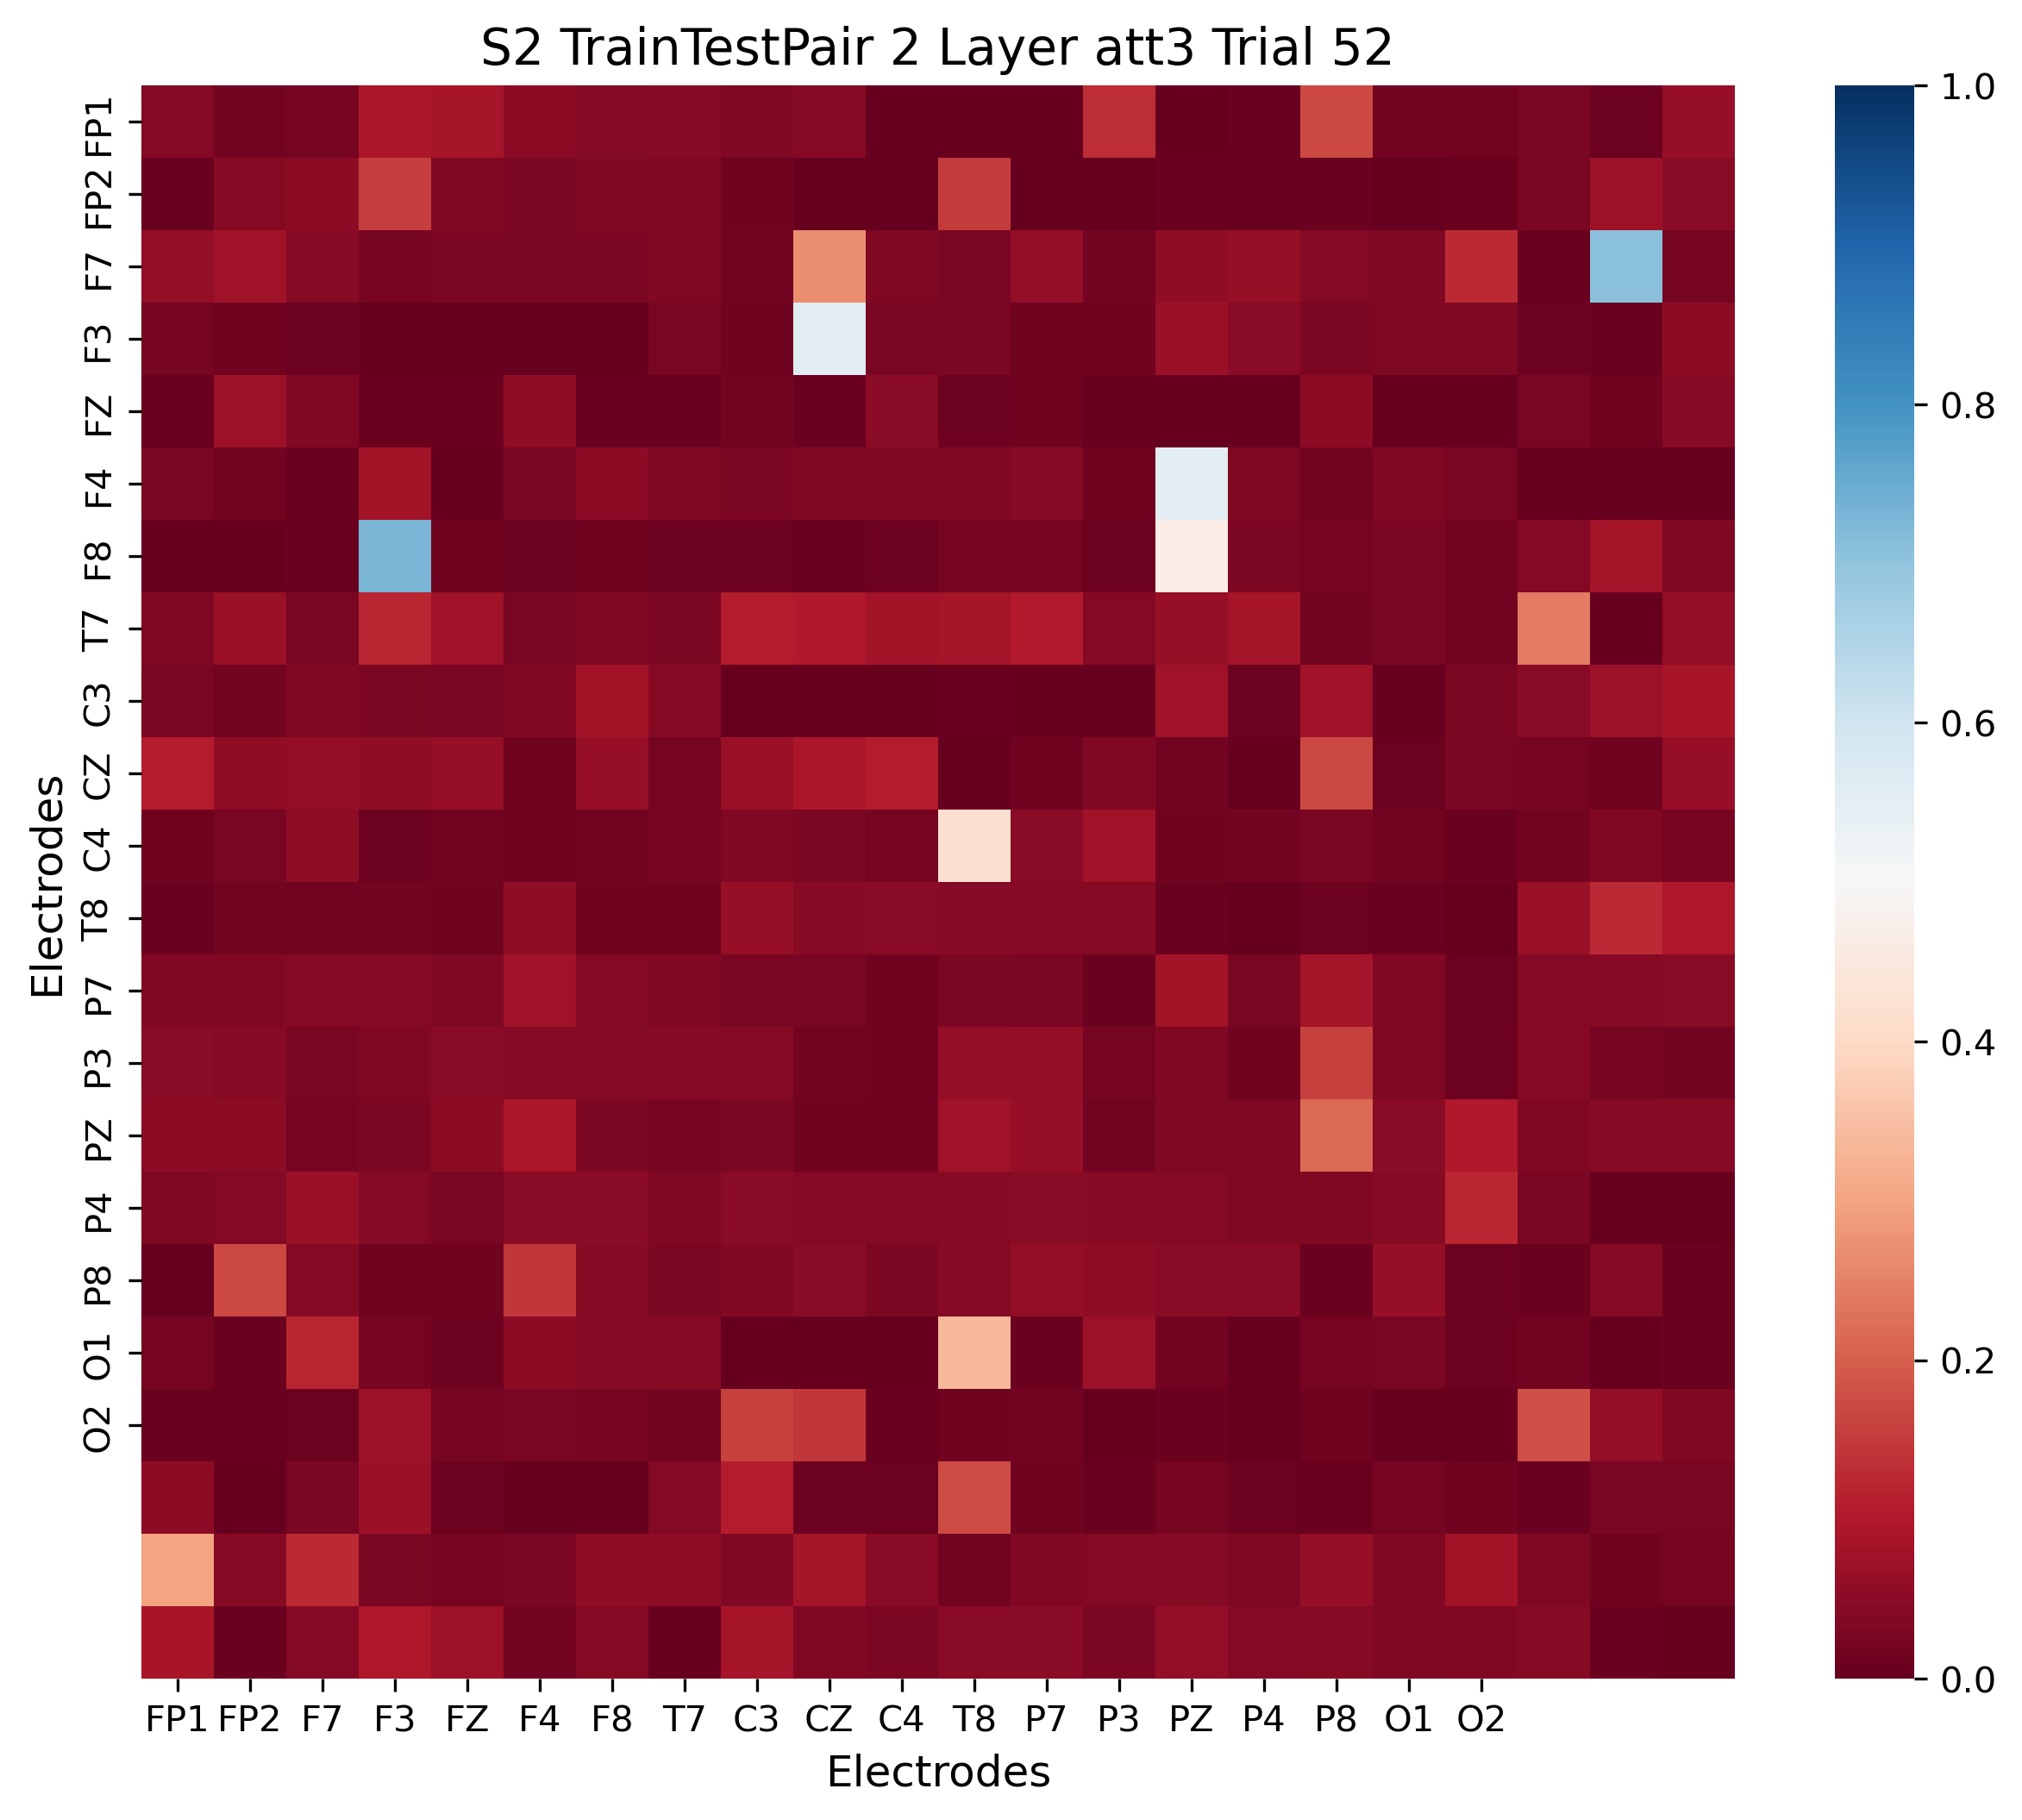 S2 TrainTestPair 2 Layer att3 Trial 52
Electrodes
FP1
FP2
F7
F3
FZ
F4
F8
T7
C3
CZ
C4
T8
P7
P3
PZ
P4
P8
O1
O2
FP1 FP2 F7 F3 FZ F4 F8 T7 C3 CZ C4 T8 P7 P3 PZ P4 P8 O1 O2
Electrodes
1.0
0.8
0.6
0.4
0.2
0.0